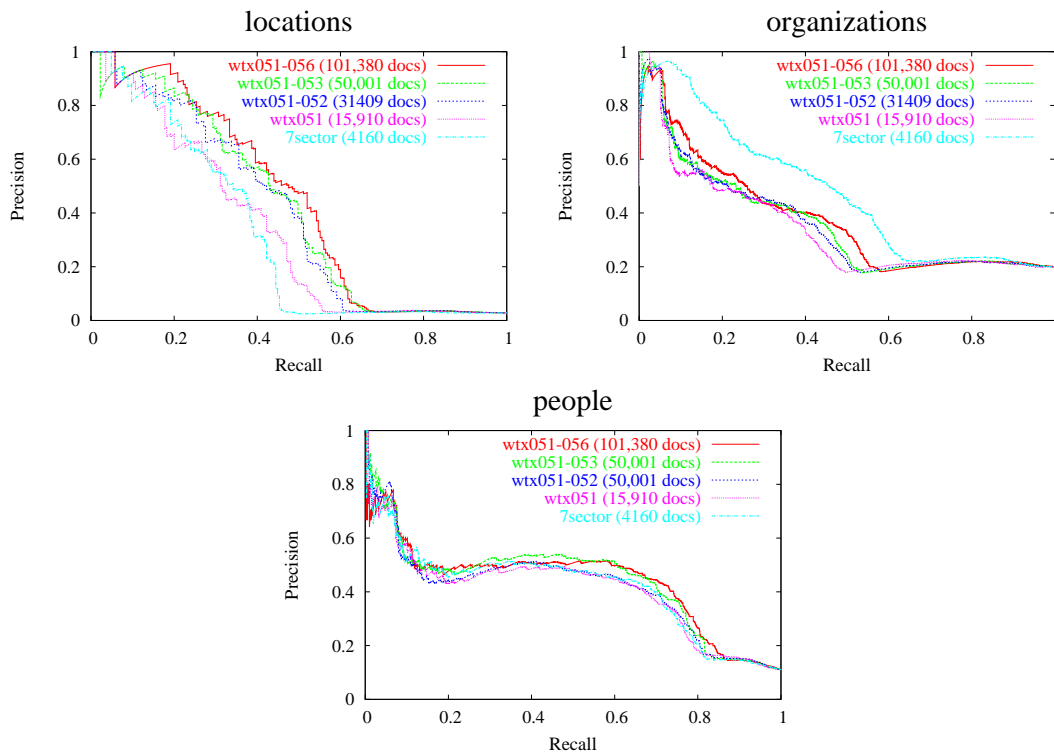 locations
1
0.8
0.6
0.4
0.2
0
Precision
0 0.2 0.4 0.6 0.8 1
Recall
wtx051-056 (101,380 docs)
wtx051-053 (50,001 docs)
wtx051-052 (31409 docs)
wtx051 (15,910 docs)
7sector (4160 docs)
organizations
1
0.8
0.6
0.4
0.2
0
Precision
0 0.2 0.4 0.6 0.8
Recall
wtx051-056 (101,380 docs)
wtx051-053 (50,001 docs)
wtx051-052 (31409 docs)
wtx051 (15,910 docs)
7sector (4160 docs)
people
1
0.8
0.6
0.4
0.2
0
Precision
0 0.2 0.4 0.6 0.8 1
Recall
wtx051-056 (101,380 docs)
wtx051-053 (50,001 docs)
wtx051-052 (50,001 docs)
wtx051 (15,910 docs)
7sector (4160 docs)